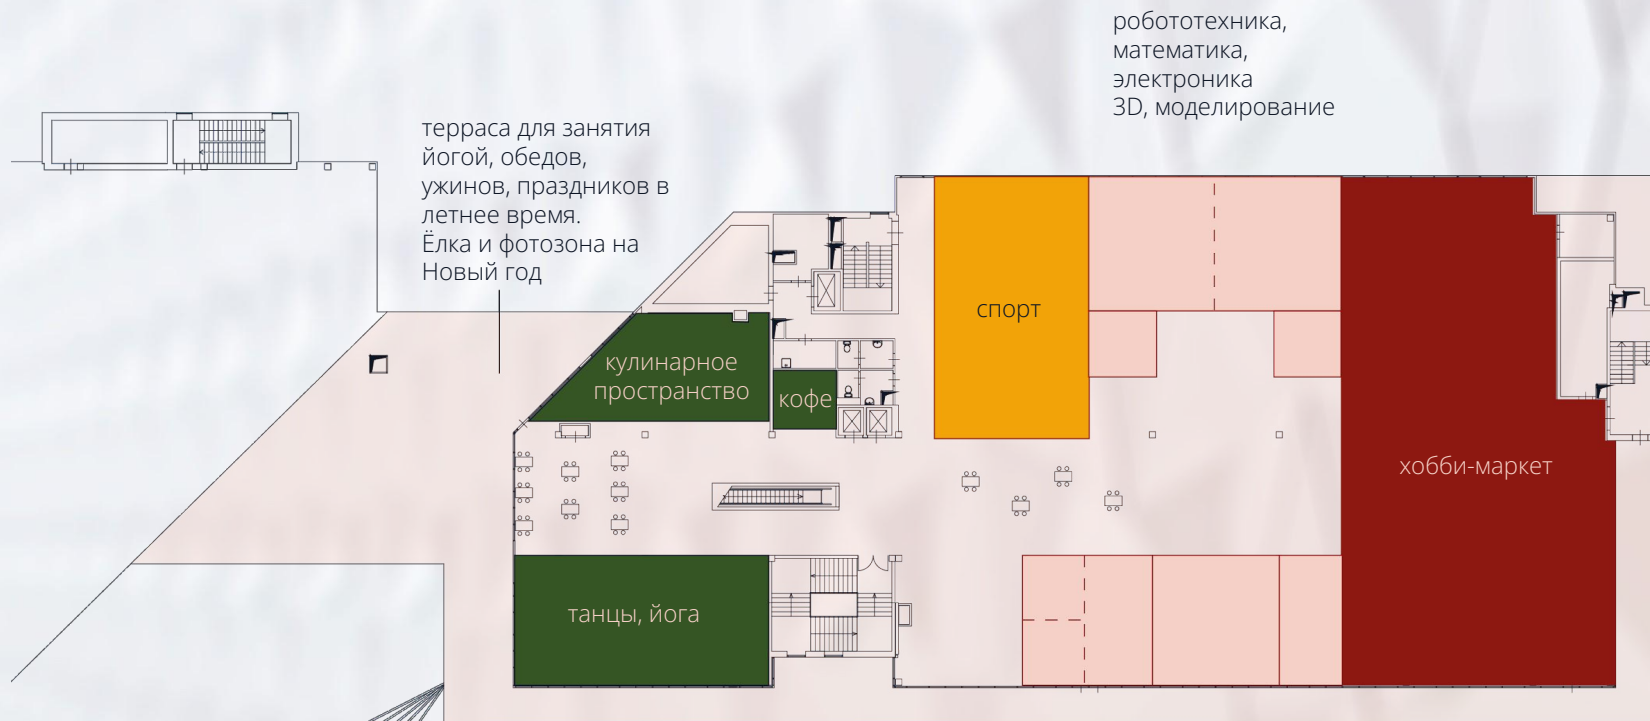 робототехника,
математика,
электроника
3D, моделирование
терраса для занятия
йогой, обедов,
ужинов, праздников в
летнее время.
Ёлка и фотозона на
Новый год
спорт
кулинарное
пространство
кофе
хобби-маркет
танцы, йога